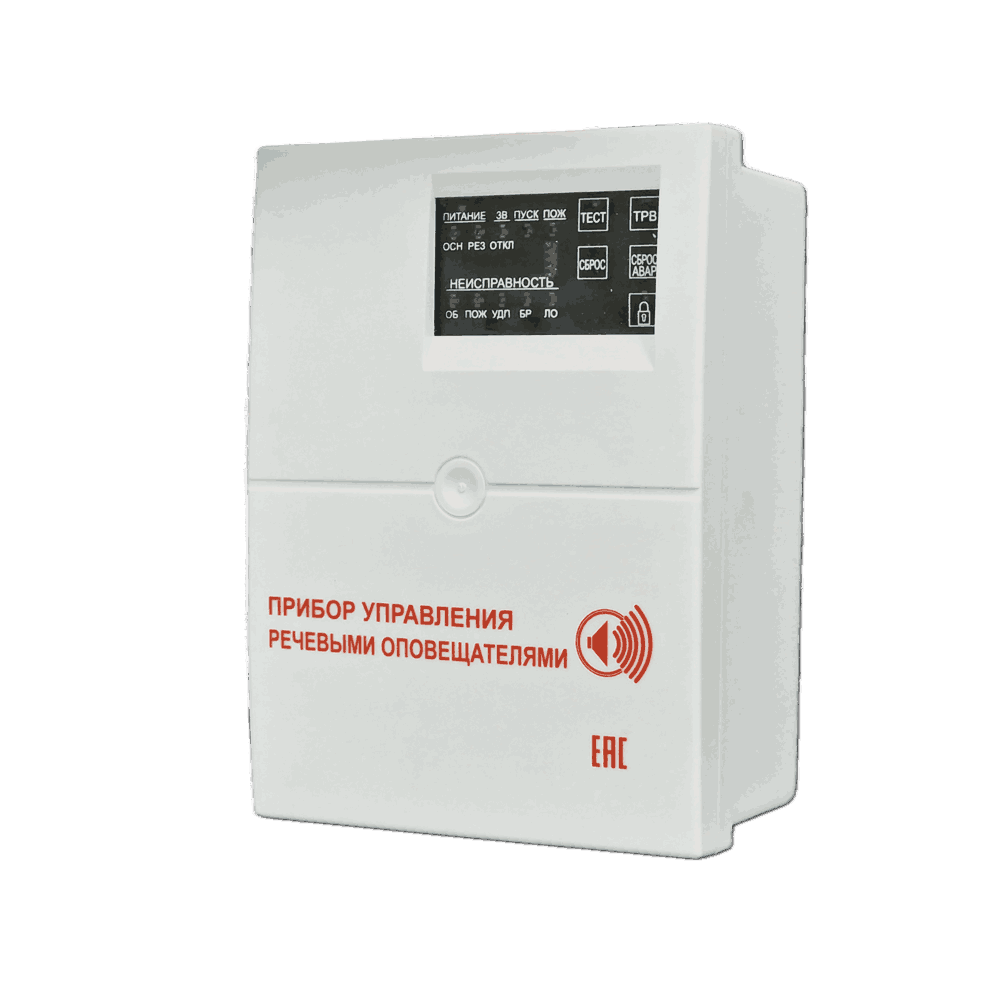 ПИТАНИЕ ЗВ ПУСК ПОЖ ТЕСТ ТРВ
ОСН РЕЗ ОТКЛ
СБРОС СБРОС
АВАР
НЕИСПРАВНОСТЬ
ОБ ПОЖ УДП БР ЛО
ПРИБОР УПРАВЛЕНИЯ
РЕЧЕВЫМИ ОПОВЕЩАТЕЛЯМИ
EAC